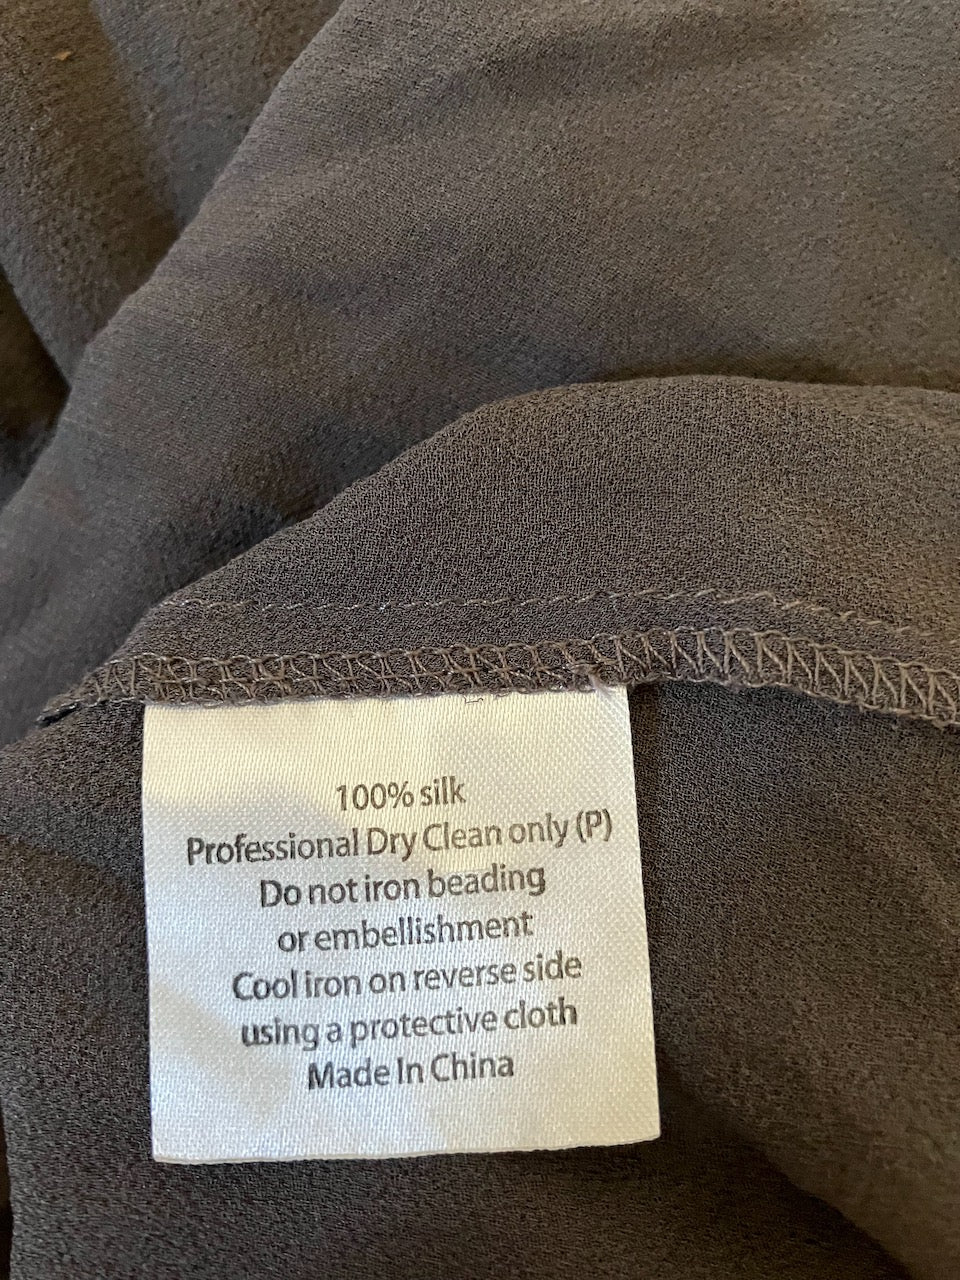 100% silk
Professional Dry Clean only (P)
Do not iron beading
or embellishment
Cool iron on reverse side
using a protective cloth
Made In China